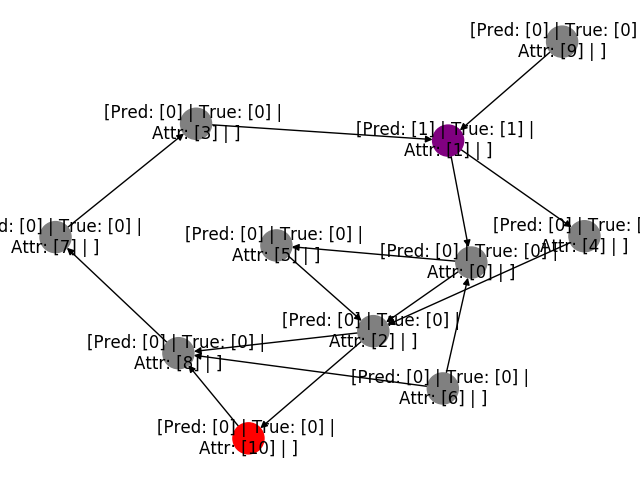 [Pred: [0] | True: [0]
Attr: [9] | ]
[Pred: [0] | True: [0] |
Attr: [3] | ]
[Pred: [1] | True: [1] |
Attr: [1] | ]
d: [0] | True: [0] |
Attr: [7] | ]
[Pred: [0] | True: [0] |
Attr: [5] | ]
[Pred: [0] | True: [
Attr: [4] | ]
[Pred: [0] | True: [0] |
Attr: [0] | ]
[Pred: [0] | True: [0] |
Attr: [2] | ]
[Pred: [0] | True: [0] |
Attr: [8] | ]
[Pred: [0] | True: [0] |
Attr: [6] | ]
[Pred: [0] | True: [0] |
Attr: [10] | ]